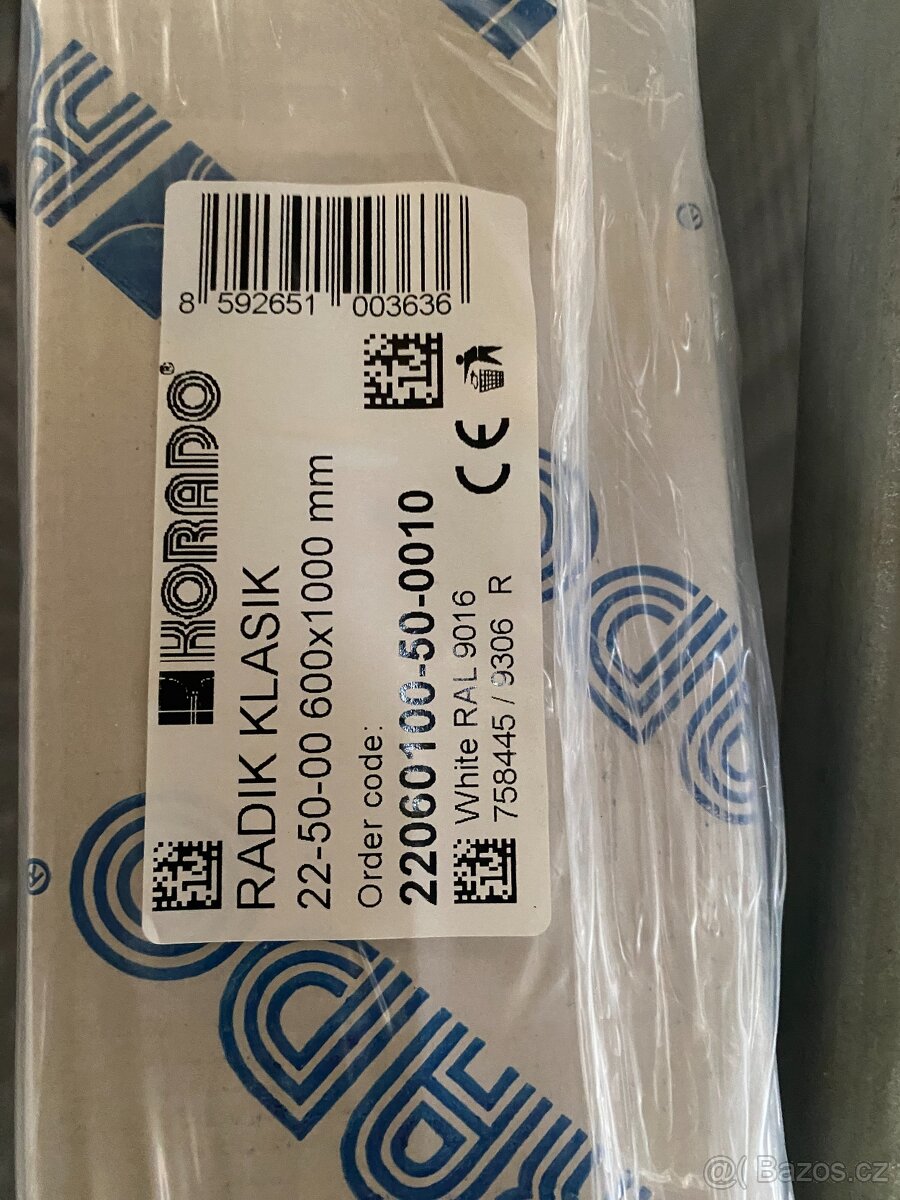 8 592651 003636
KORADO®
RADIK KLASIK
22-50-00 600x1000 mm
Order code:
22060100-50-0010
White RAL 9016
758445 / 9306 R
CE
@( Bazos.cz